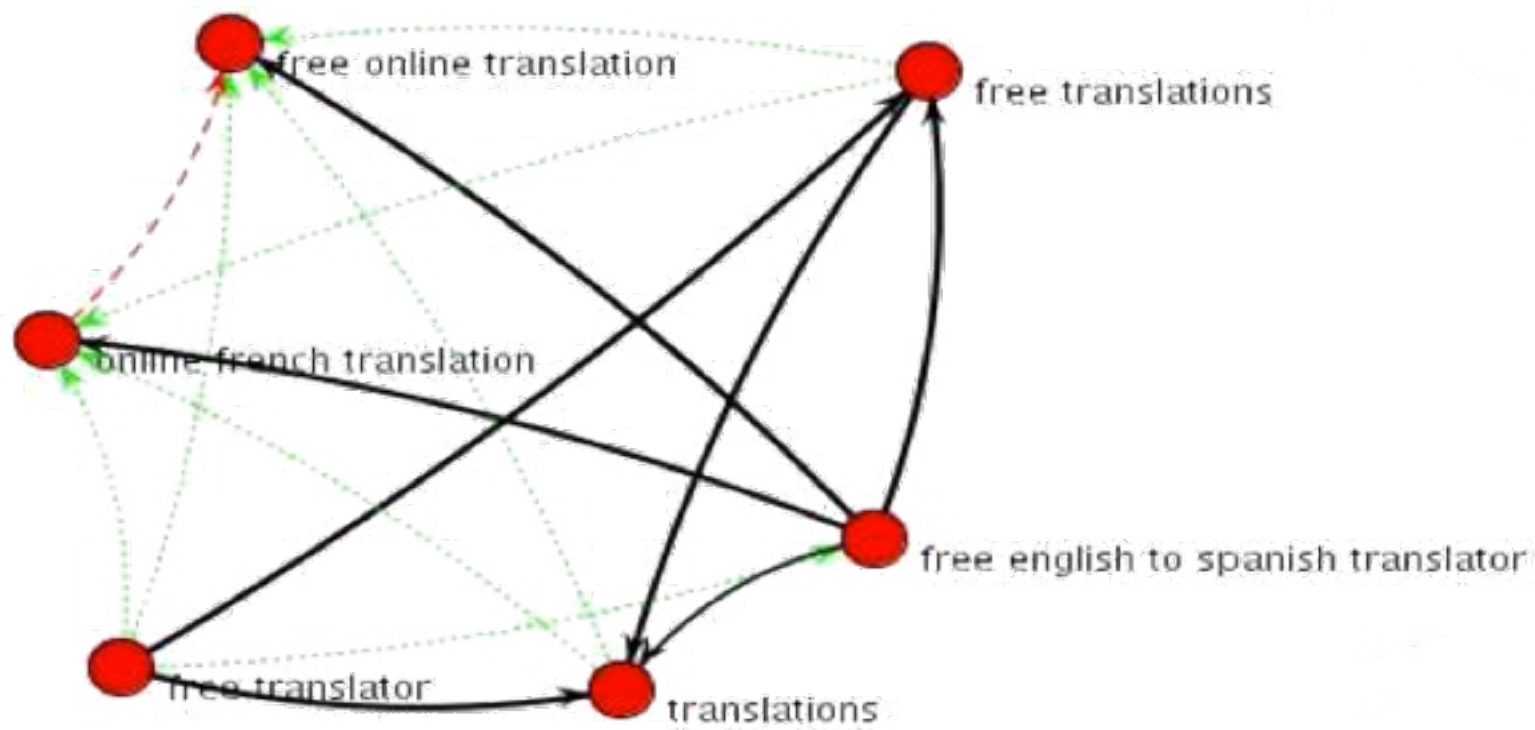 free online translation
free translations
online french translation
free english to spanish translator
free translator
translations